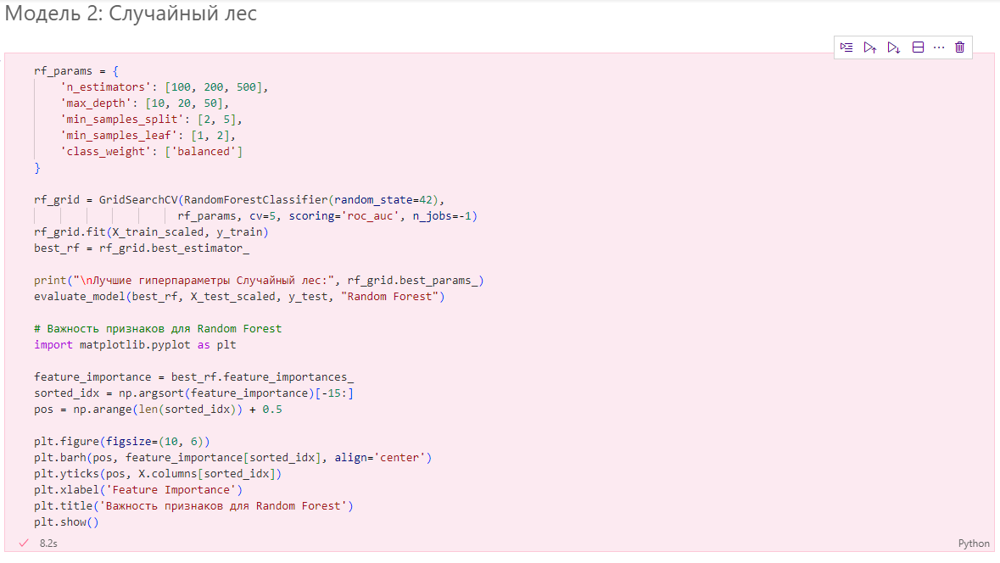 Модель 2: Случайный лес
rf_params = {
    'n_estimators': [100, 200, 500],
    'max_depth': [10, 20, 50],
    'min_samples_split': [2, 5],
    'min_samples_leaf': [1, 2],
    'class_weight': ['balanced']
}
rf_grid = GridSearchCV(RandomForestClassifier(random_state=42),
                      rf_params, cv=5, scoring='roc_auc', n_jobs=-1)
rf_grid.fit(X_train_scaled, y_train)
best_rf = rf_grid.best_estimator_
print("\nЛучшие гиперпараметры Случайный лес:", rf_grid.best_params_)
evaluate_model(best_rf, X_test_scaled, y_test, "Random Forest")
# Важность признаков для Random Forest
import matplotlib.pyplot as plt
feature_importance = best_rf.feature_importances_
sorted_idx = np.argsort(feature_importance)[-15:]
pos = np.arange(len(sorted_idx)) + 0.5
plt.figure(figsize=(10, 6))
plt.barh(pos, feature_importance[sorted_idx], align='center')
plt.yticks(pos, X.columns[sorted_idx])
plt.xlabel('Feature Importance')
plt.title('Важность признаков для Random Forest')
plt.show()
8.2s
Python